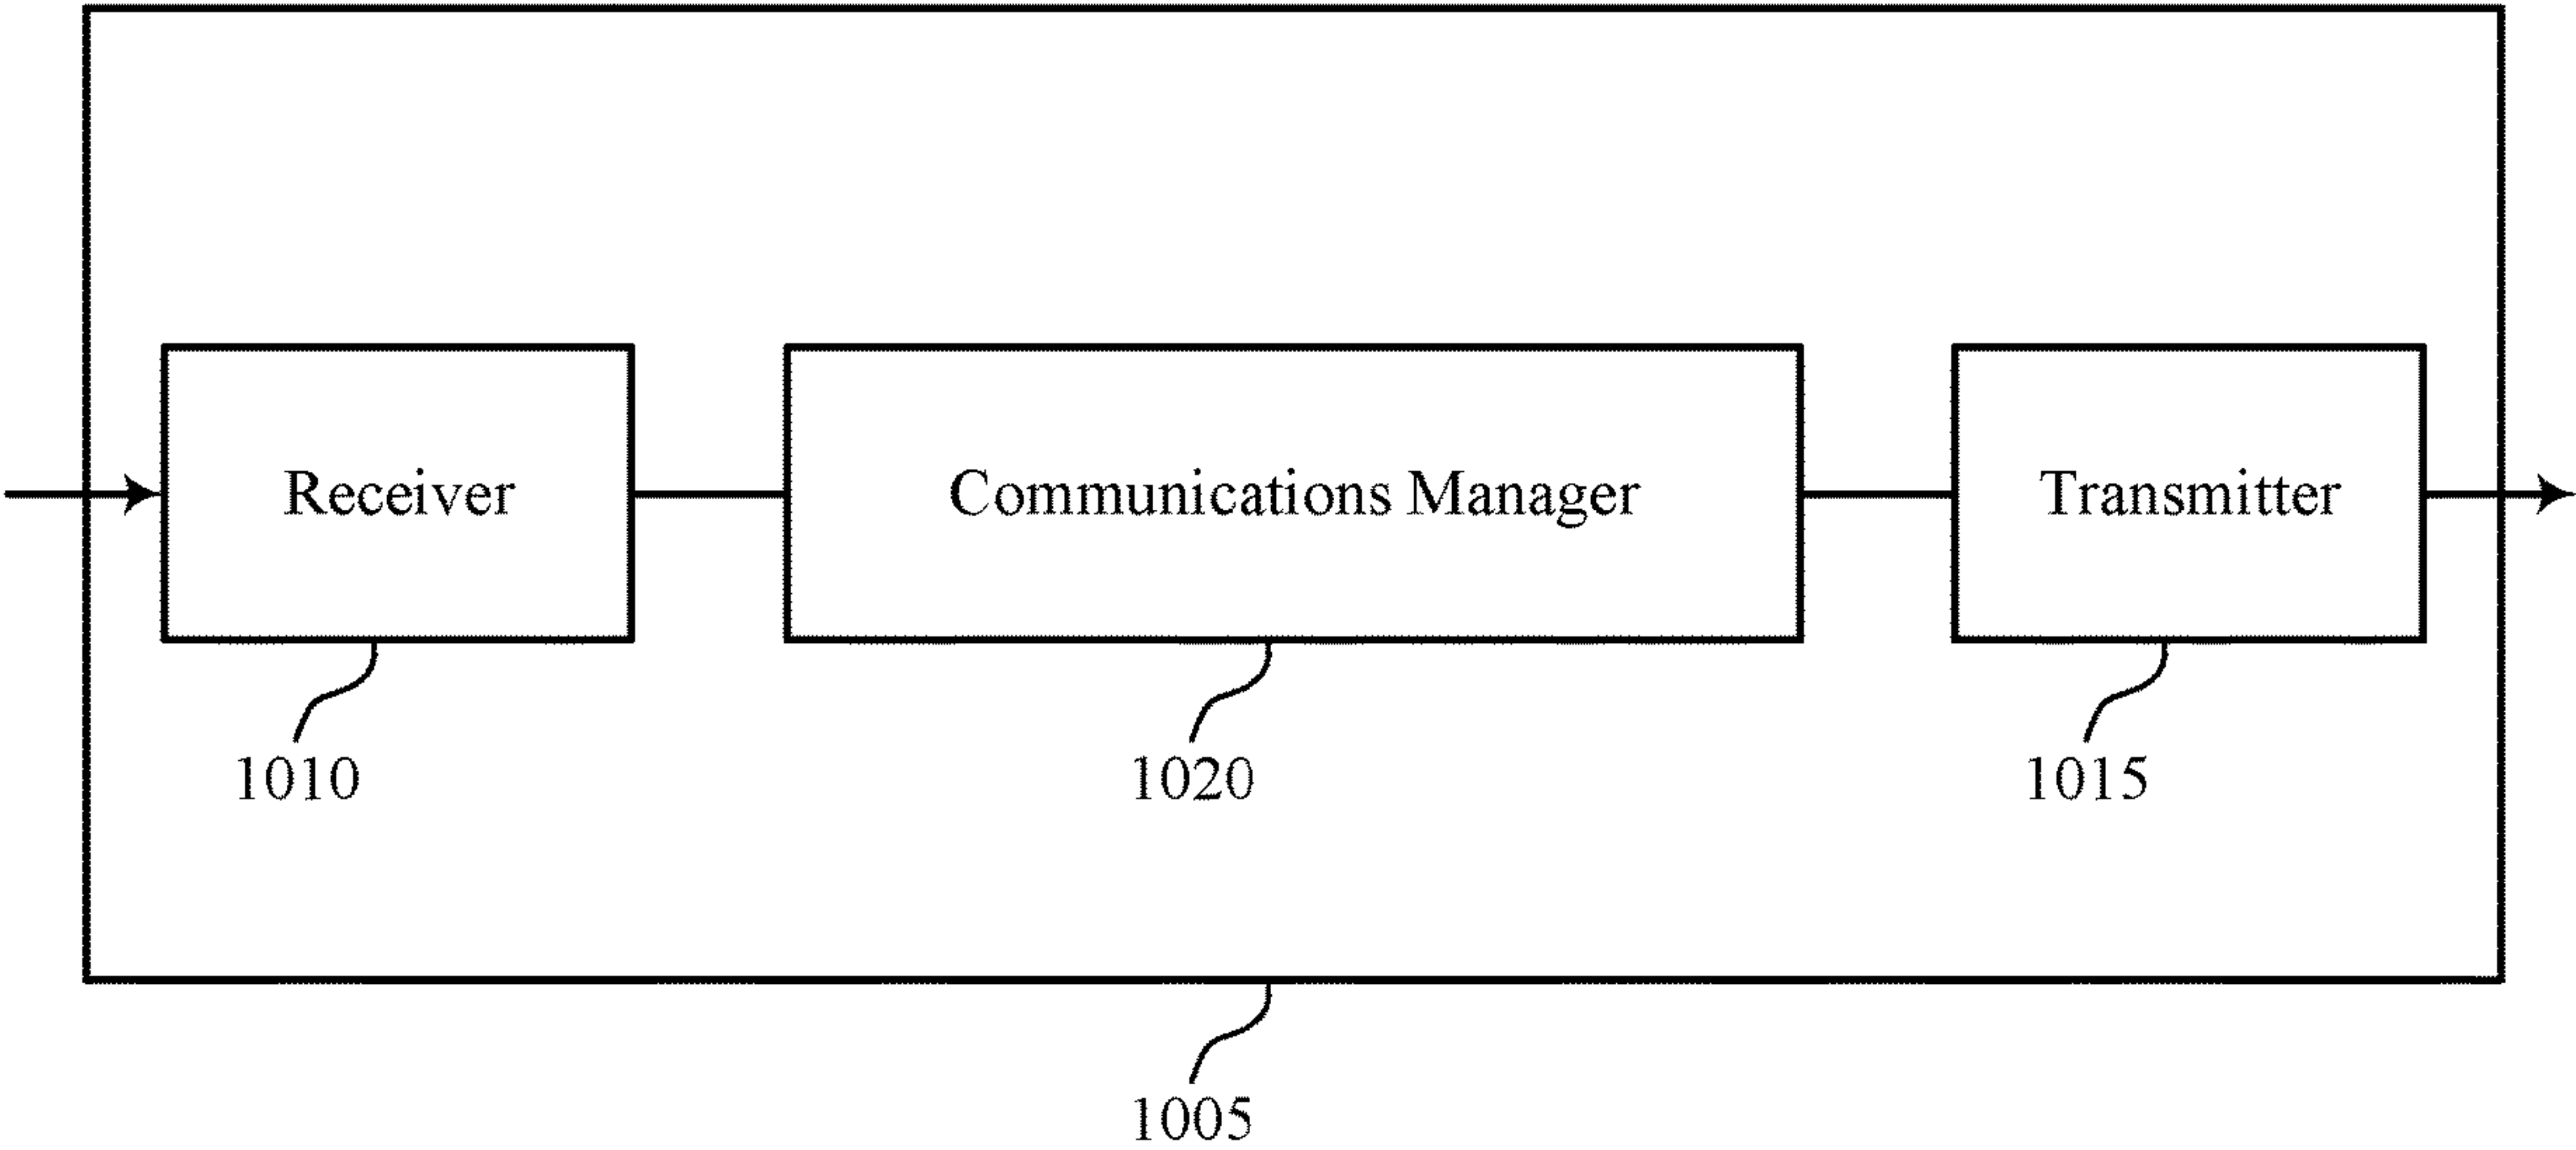 Receiver
Communications Manager
Transmitter
1010
1020
1015
1005